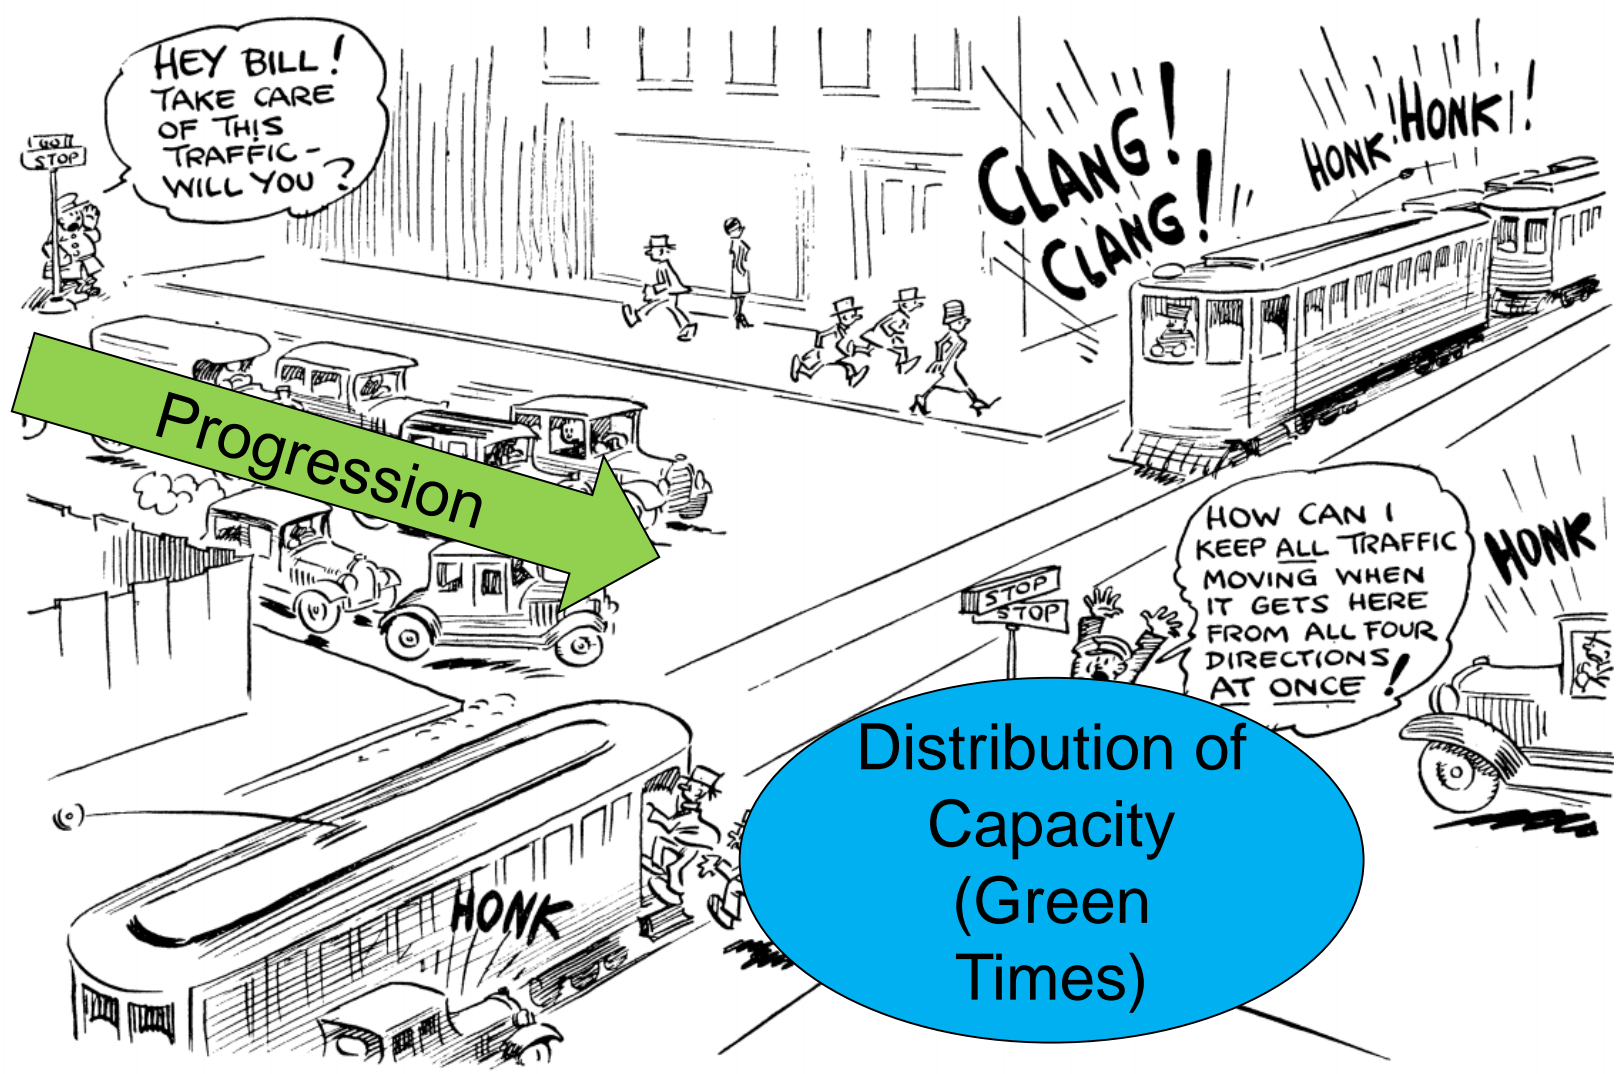 HEY BILL!
TAKE CARE
OF THIS
TRAFFIC-
WILL YOU?
GO
STOP
CLANG!
CLANG!
HONK!
HONK!
Progression
HOW CAN I
KEEP ALL TRAFFIC
MOVING WHEN
IT GETS HERE
FROM ALL FOUR
DIRECTIONS
AT ONCE!
HONK
STOP
STOP
Distribution of
Capacity
(Green
Times)
HONK